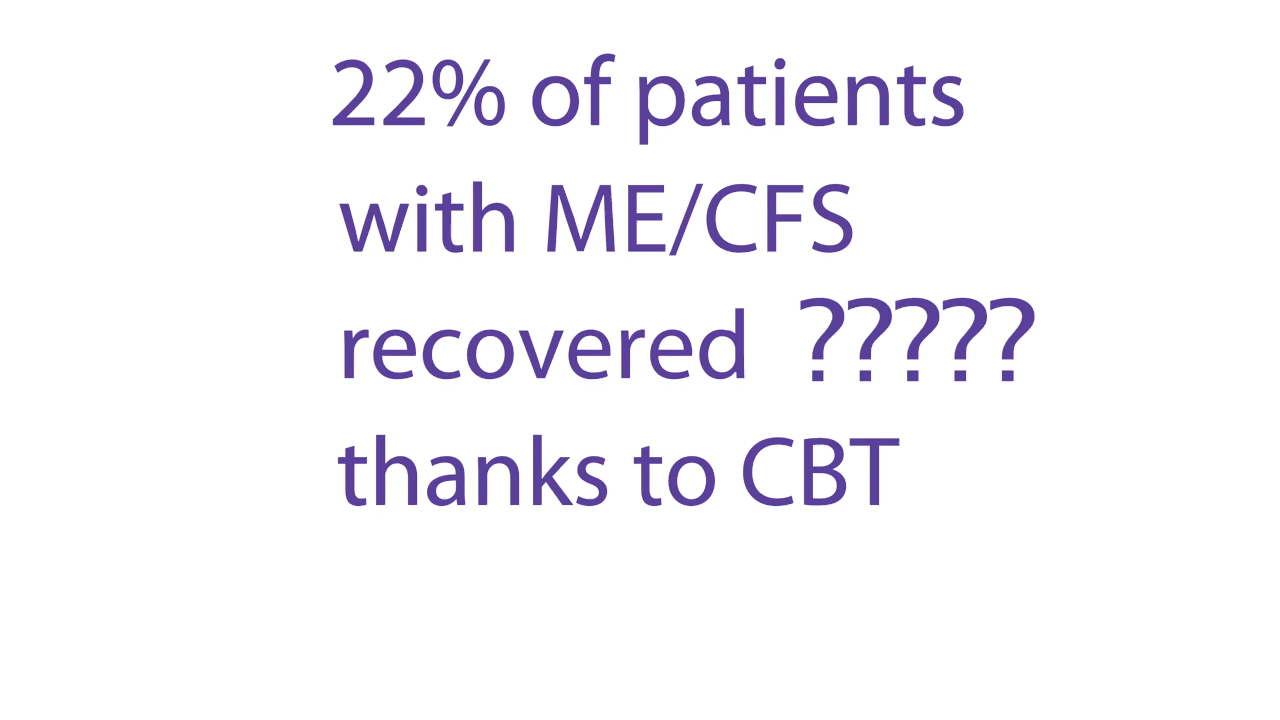 22% of patients
with ME/CFS
recovered ?????
thanks to CBT